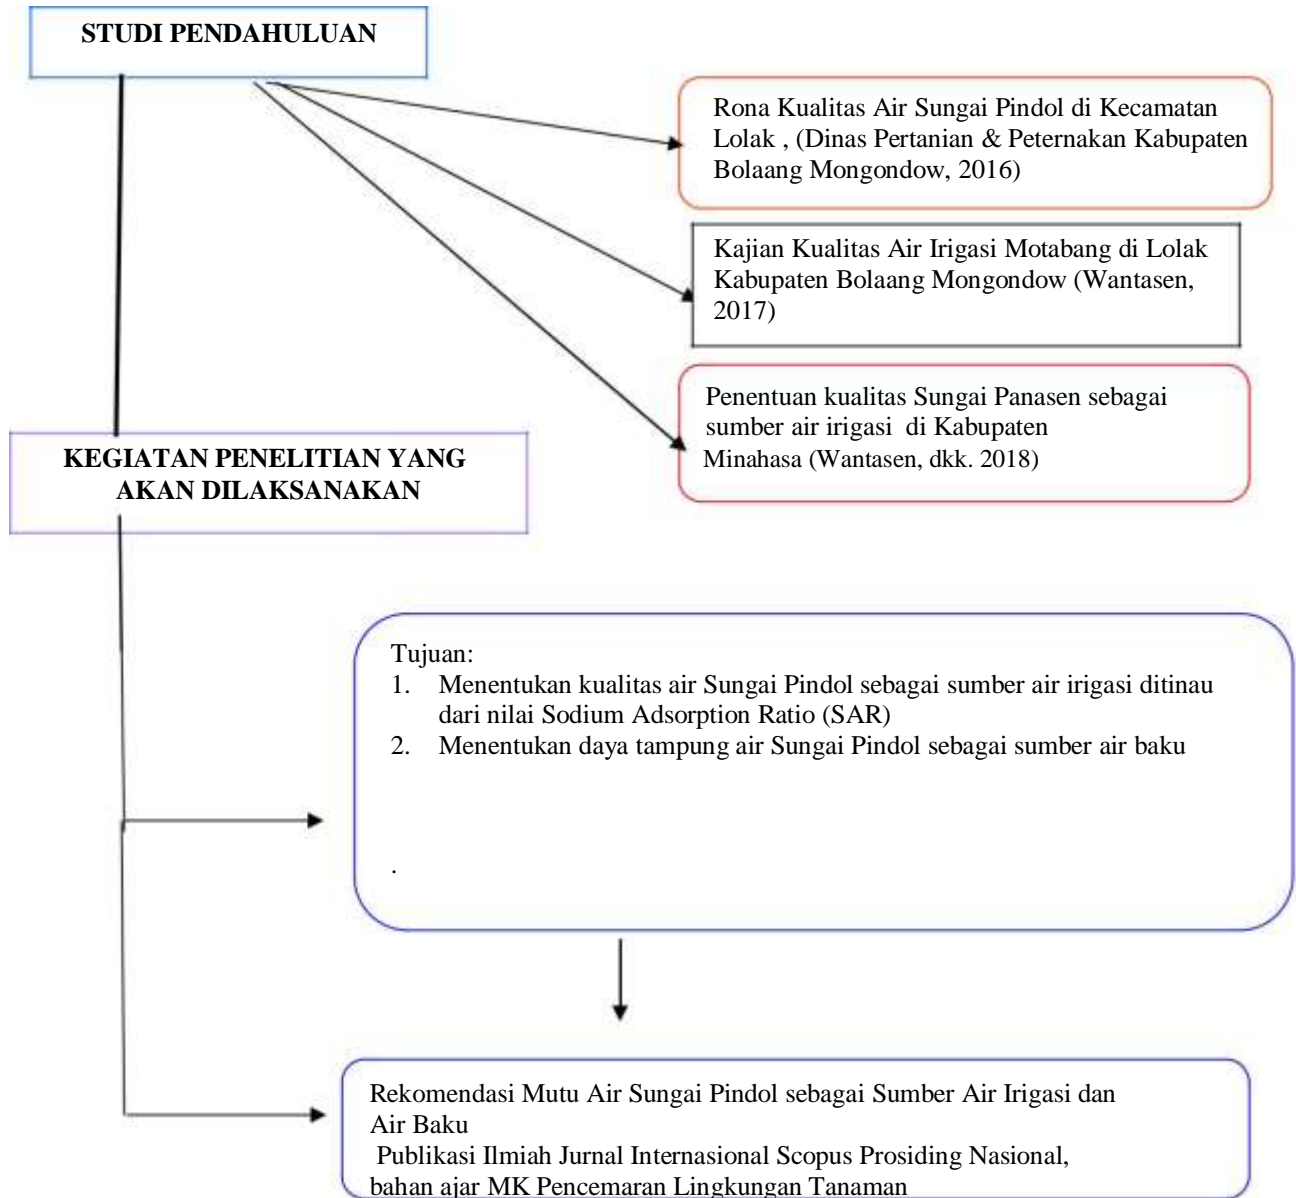 STUDI PENDAHULUAN
Rona Kualitas Air Sungai Pindol di Kecamatan
Lolak , (Dinas Pertanian & Peternakan Kabupaten
Bolaang Mongondow, 2016)
Kajian Kualitas Air Irigasi Motabang di Lolak
Kabupaten Bolaang Mongondow (Wantasen,
2017)
Penentuan kualitas Sungai Panasen sebagai
sumber air irigasi di Kabupaten
Minahasa (Wantasen, dkk. 2018)
KEGIATAN PENELITIAN YANG
AKAN DILAKSANAKAN
Tujuan:
1. Menentukan kualitas air Sungai Pindol sebagai sumber air irigasi ditinau
dari nilai Sodium Adsorption Ratio (SAR)
2. Menentukan daya tampung air Sungai Pindol sebagai sumber air baku
.
Rekomendasi Mutu Air Sungai Pindol sebagai Sumber Air Irigasi dan
Air Baku
Publikasi Ilmiah Jurnal Internasional Scopus Prosiding Nasional,
bahan ajar MK Pencemaran Lingkungan Tanaman